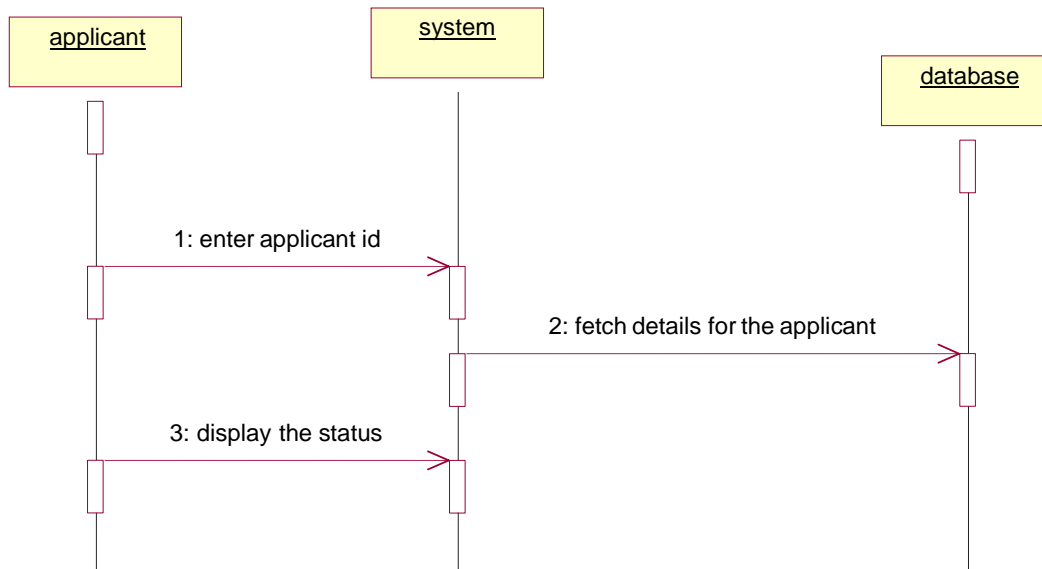 applicant
system
database
1: enter applicant id
2: fetch details for the applicant
3: display the status